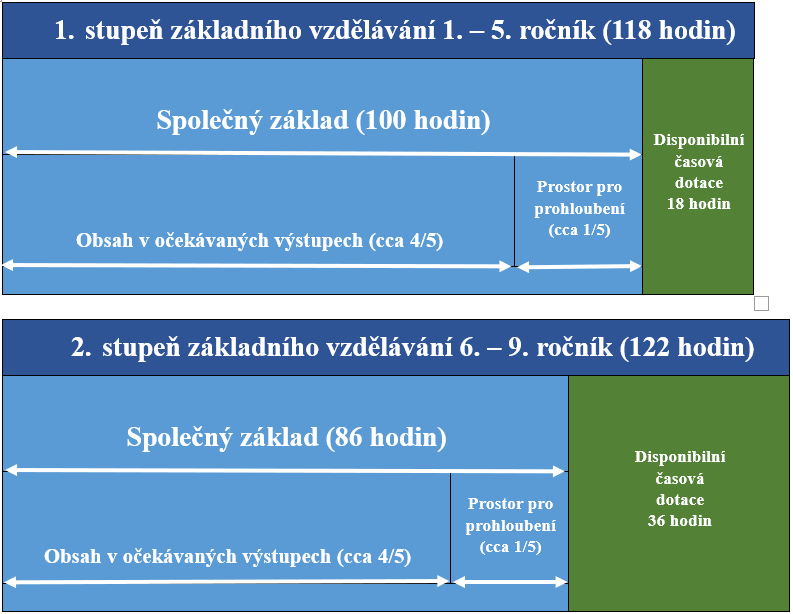 1. stupeň základního vzdělávání 1. – 5. ročník (118 hodin)
Společný základ (100 hodin)
Disponibilní
časová
dotace
18 hodin
Prostor pro
prohloubení
(cca 1/5)
Obsah v očekávaných výstupech (cca 4/5)
2. stupeň základního vzdělávání 6. – 9. ročník (122 hodin)
Společný základ (86 hodin)
Disponibilní
časová
dotace
36 hodin
Prostor pro
prohloubení
(cca 1/5)
Obsah v očekávaných výstupech (cca 4/5)